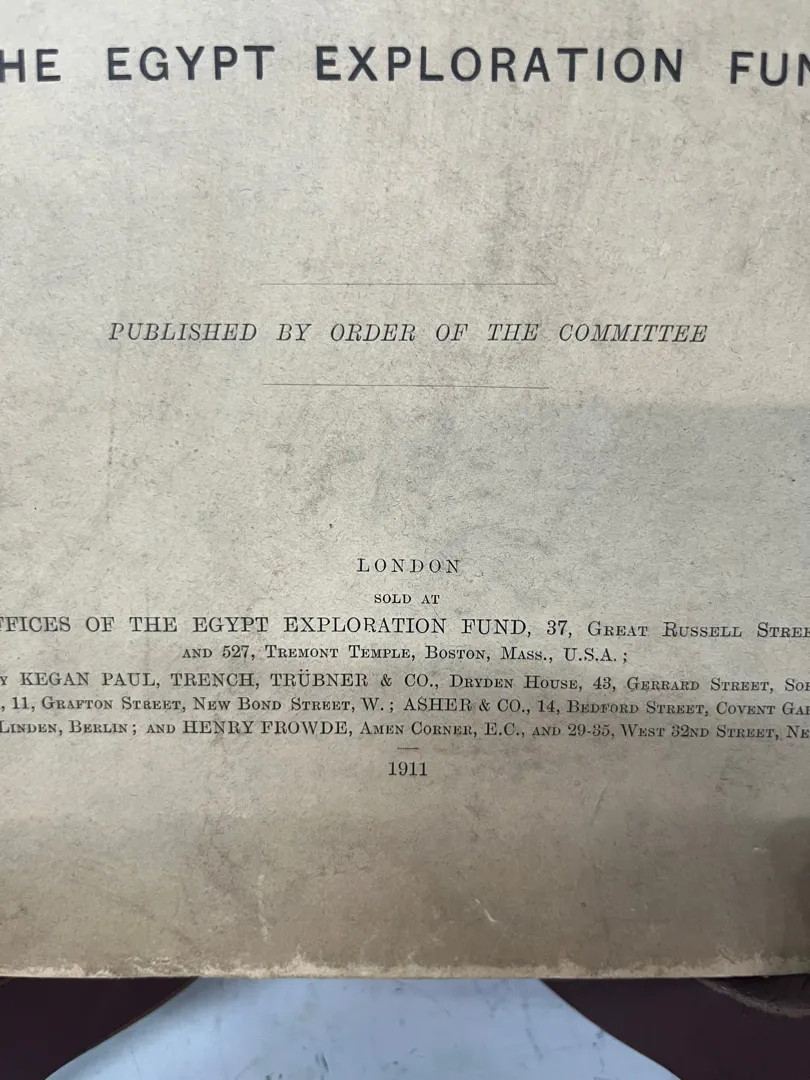 HE EGYPT EXPLORATION FUN
PUBLISHED BY ORDER OF THE COMMITTEE
LONDON
SOLD AT
FFICES OF THE EGYPT EXPLORATION FUND, 37, Great Russell Stree
AND 527, Tremont Temple, Boston, Mass., U.S.A.;
Y KEGAN PAUL, TRENCH, TRÜBNER & CO., Dryden House, 43, Gerrard Street, Soh
, 11, Grafton Street, New Bond Street, W.; ASHER & CO., 14, Bedford Street, Covent Gar
Linden, Berlin; and HENRY FROWDE, Amen Corner, E.C., and 29-35, West 32nd Street, Ne
1911